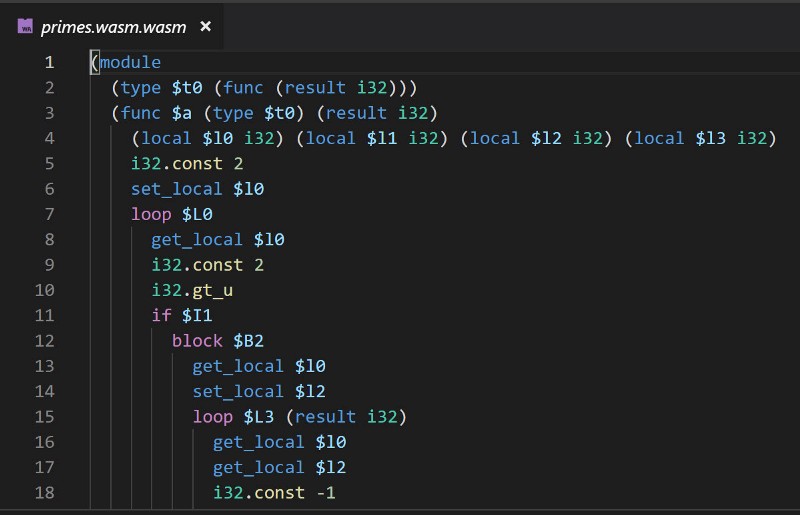 primes.wasm.wasm ×
1 (module
2 (type $t0 (func (result i32)))
3 (func $a (type $t0) (result i32)
4 (local $l0 i32) (local $l1 i32) (local $l2 i32) (local $l3 i32)
5 i32.const 2
6 set_local $l0
7 loop $L0
8 get_local $l0
9 i32.const 2
10 i32.gt_u
11 if $I1
12 block $B2
13 get_local $l0
14 set_local $l2
15 loop $L3 (result i32)
16 get_local $l0
17 get_local $l2
18 i32.const -1